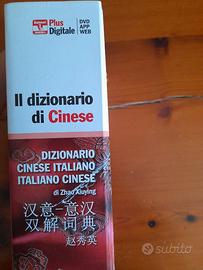 Plus
Digitale
DVD
APP
WEB
Il dizionario
di Cinese
DIZIONARIO
CINESE ITALIANO
ITALIANO CINESE
di Zhao Xiuying
汉意－意汉
双解词典
赵秀英
subito